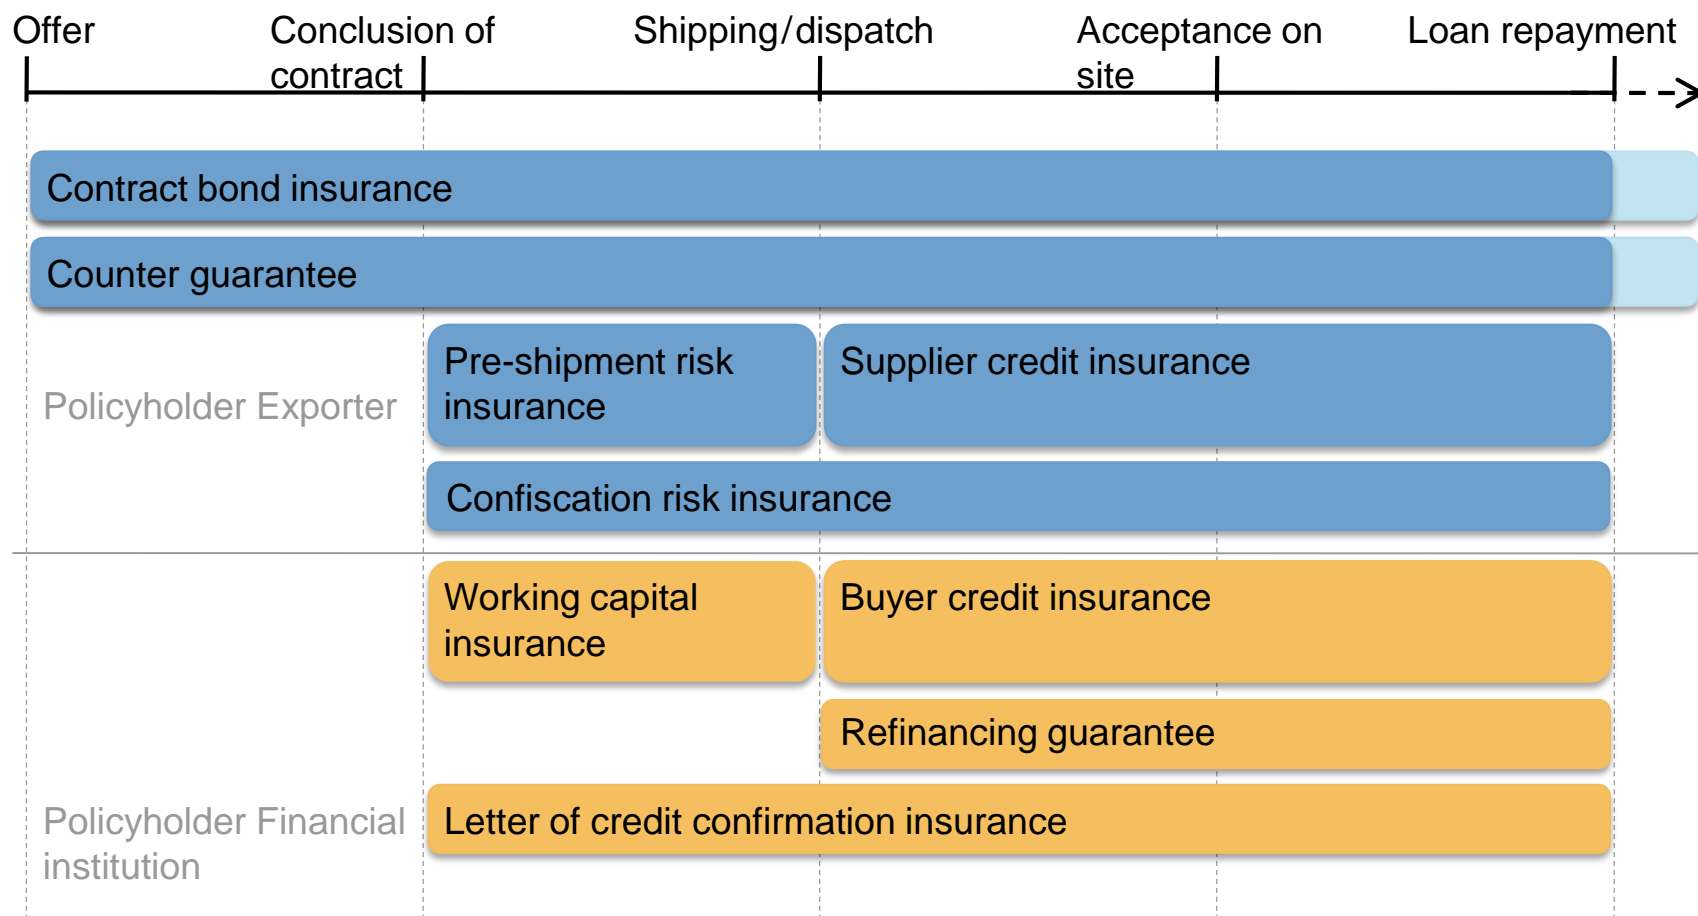 Offer
Conclusion of
contract
Shipping/dispatch
Acceptance on
site
Loan repayment
Contract bond insurance
Counter guarantee
Policyholder Exporter
Pre-shipment risk
insurance
Supplier credit insurance
Confiscation risk insurance
Working capital
insurance
Buyer credit insurance
Refinancing guarantee
Policyholder Financial
institution
Letter of credit confirmation insurance